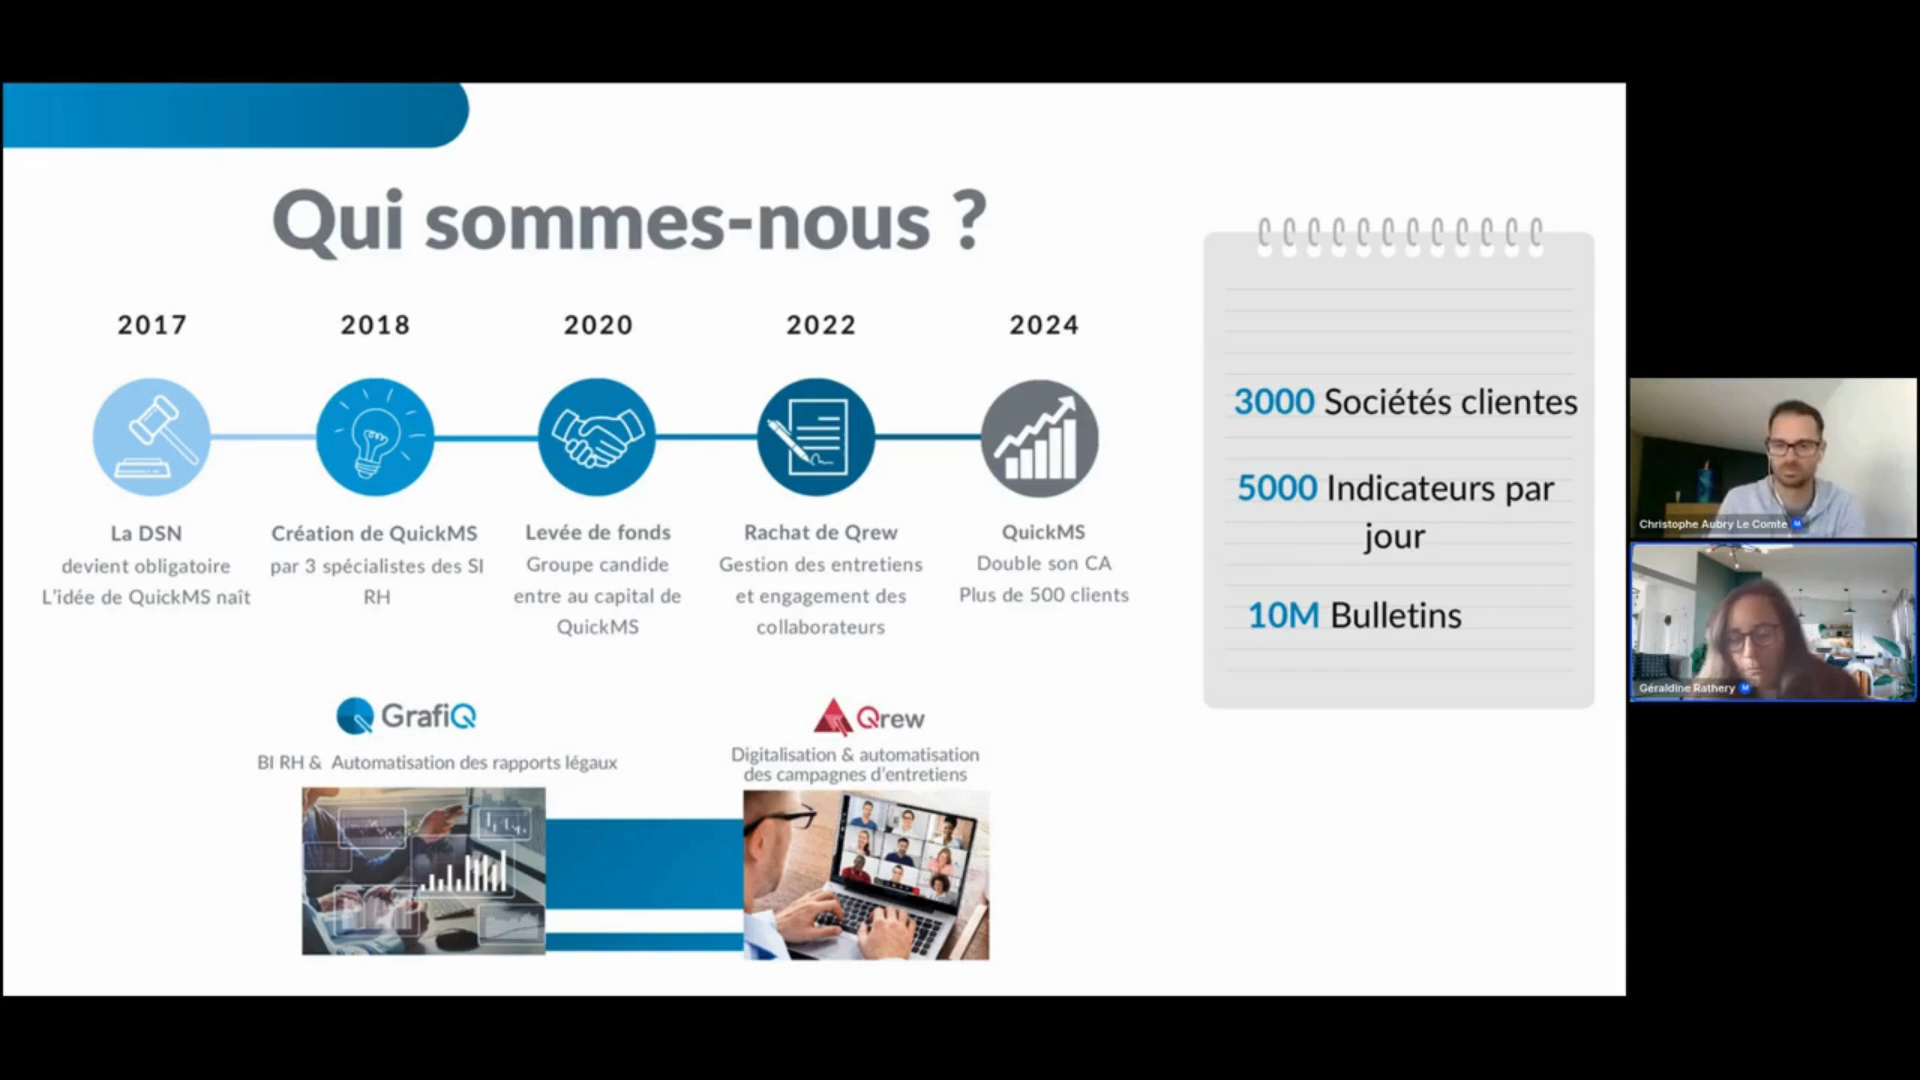 Qui sommes-nous ?
2017
2018
2020
2022
2024
La DSN
devient obligatoire
L'idée de QuickMS naît
Création de QuickMS
par 3 spécialistes des SI
RH
Levée de fonds
Groupe candide
entre au capital de
QuickMS
Rachat de Qrew
Gestion des entretiens
et engagement des
collaborateurs
QuickMS
Double son CA
Plus de 500 clients
GrafiQ
BI RH & Automatisation des rapports légaux
Qrew
Digitalisation & automatisation
des campagnes d'entretiens
3000 Sociétés clientes
5000 Indicateurs par
jour
10M Bulletins
Christophe Aubry Le Comte M
Géraldine Rathery M